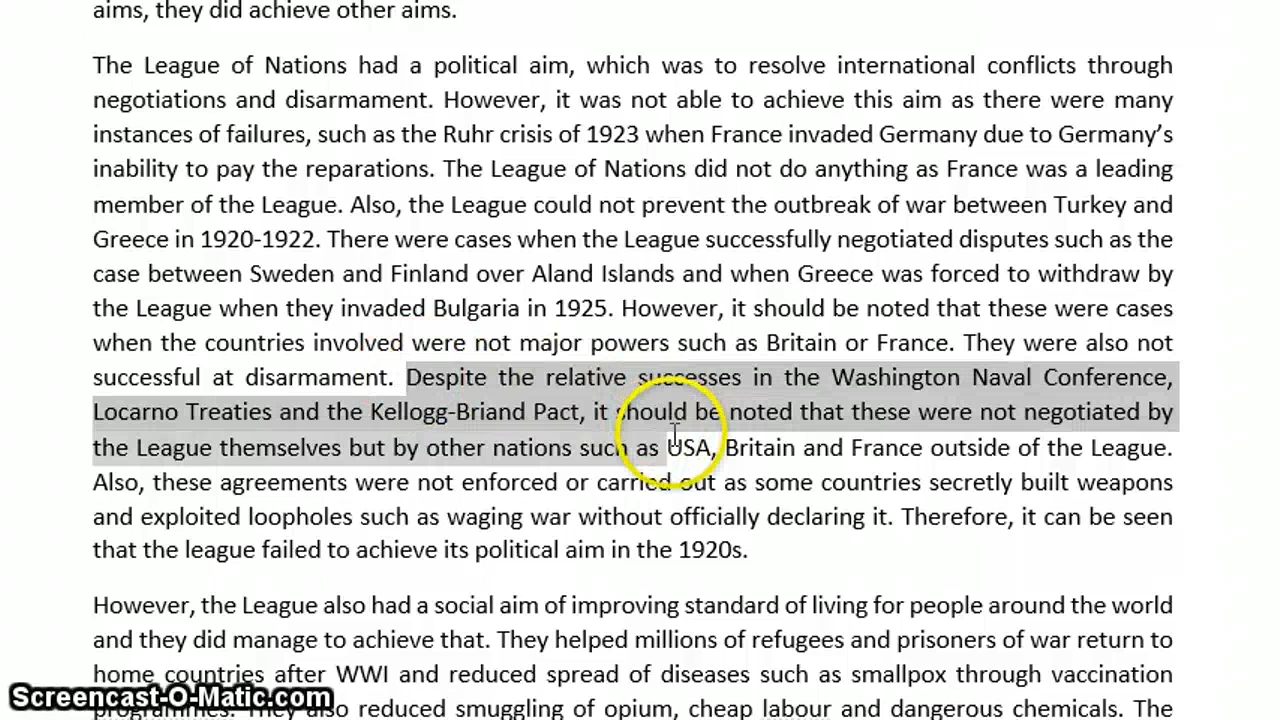 aims, they did achieve other aims.
The League of Nations had a political aim, which was to resolve international conflicts through
negotiations and disarmament. However, it was not able to achieve this aim as there were many
instances of failures, such as the Ruhr crisis of 1923 when France invaded Germany due to Germany’s
inability to pay the reparations. The League of Nations did not do anything as France was a leading
member of the League. Also, the League could not prevent the outbreak of war between Turkey and
Greece in 1920-1922. There were cases when the League successfully negotiated disputes such as the
case between Sweden and Finland over Aland Islands and when Greece was forced to withdraw by
the League when they invaded Bulgaria in 1925. However, it should be noted that these were cases
when the countries involved were not major powers such as Britain or France. They were also not
successful at disarmament. Despite the relative successes in the Washington Naval Conference,
Locarno Treaties and the Kellogg-Briand Pact, it should be noted that these were not negotiated by
the League themselves but by other nations such as USA, Britain and France outside of the League.
Also, these agreements were not enforced or carried out as some countries secretly built weapons
and exploited loopholes such as waging war without officially declaring it. Therefore, it can be seen
that the league failed to achieve its political aim in the 1920s.
However, the League also had a social aim of improving standard of living for people around the world
and they did manage to achieve that. They helped millions of refugees and prisoners of war return to
home countries after WWI and reduced spread of diseases such as smallpox through vaccination
programmes. They also reduced smuggling of opium, cheap labour and dangerous chemicals. The
Screencast-O-Matic.com